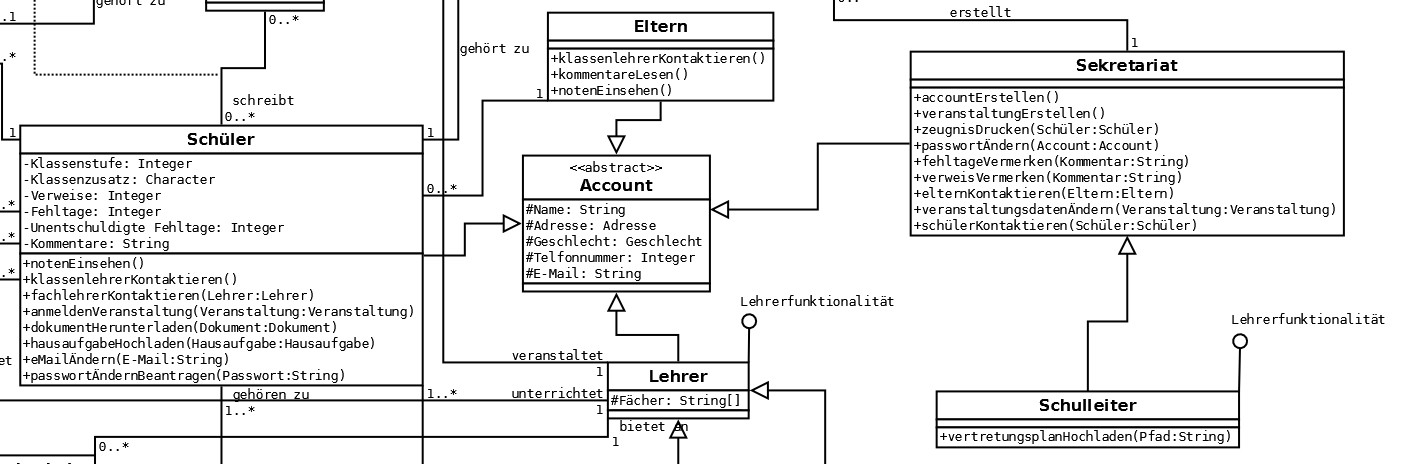 gehört zu
..1
0..*
.*
1
schreibt
0..*
Schüler
-Klassenstufe: Integer
-Klassenzusatz: Character
-Verweise: Integer
-Fehltage: Integer
-Unentschuldigte Fehltage: Integer
-Kommentare: String
+notenEinsehen()
+klassenlehrerKontaktieren()
+fachlehrerKontaktieren(Lehrer:Lehrer)
+anmeldenVeranstaltung(Veranstaltung:Veranstaltung)
+dokumentHerunterladen(Dokument:Dokument)
+hausaufgabeHochladen(Hausaufgabe:Hausaufgabe)
+eMailÄndern(E-Mail:String)
+passwortÄndernBeantragen(Passwort:String)
.*
.*
.*
et
gehören zu
1..*
0..*
1
gehört zu
1
0..*
Eltern
+klassenlehrerKontaktieren()
+kommentareLesen()
+notenEinsehen()
<<abstract>>
Account
#Name: String
#Adresse: Adresse
#Geschlecht: Geschlecht
#Telfonnummer: Integer
#E-Mail: String
Lehrerfunktionalität
veranstaltet
1
1..*
unterrichtet
1
Lehrer
#Fächer: String[]
bietet an
1
erstellt
1
Sekretariat
+accountErstellen()
+veranstaltungErstellen()
+zeugnisDrucken(Schüler:Schüler)
+passwortÄndern(Account:Account)
+fehltageVermerken(Kommentar:String)
+verweisVermerken(Kommentar:String)
+elternKontaktieren(Eltern:Eltern)
+veranstaltungsdatenÄndern(Veranstaltung:Veranstaltung)
+schülerKontaktieren(Schüler:Schüler)
Lehrerfunktionalität
Schulleiter
+vertretungsplanHochladen(Pfad:String)